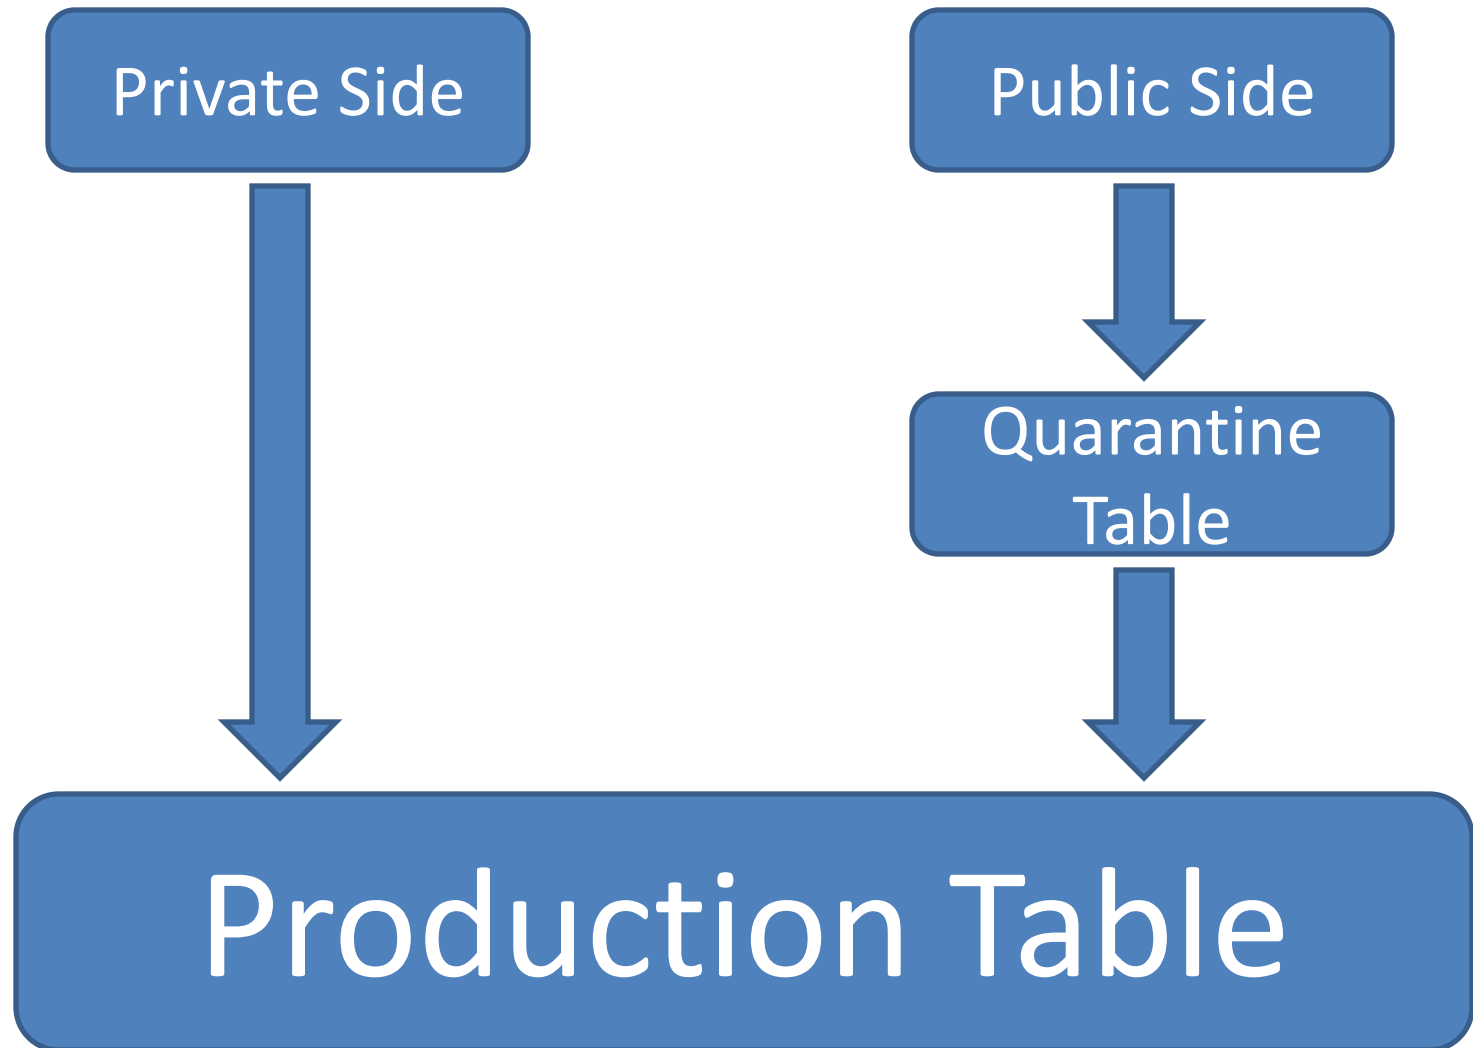 Private Side
Public Side
Quarantine
Table
Production Table